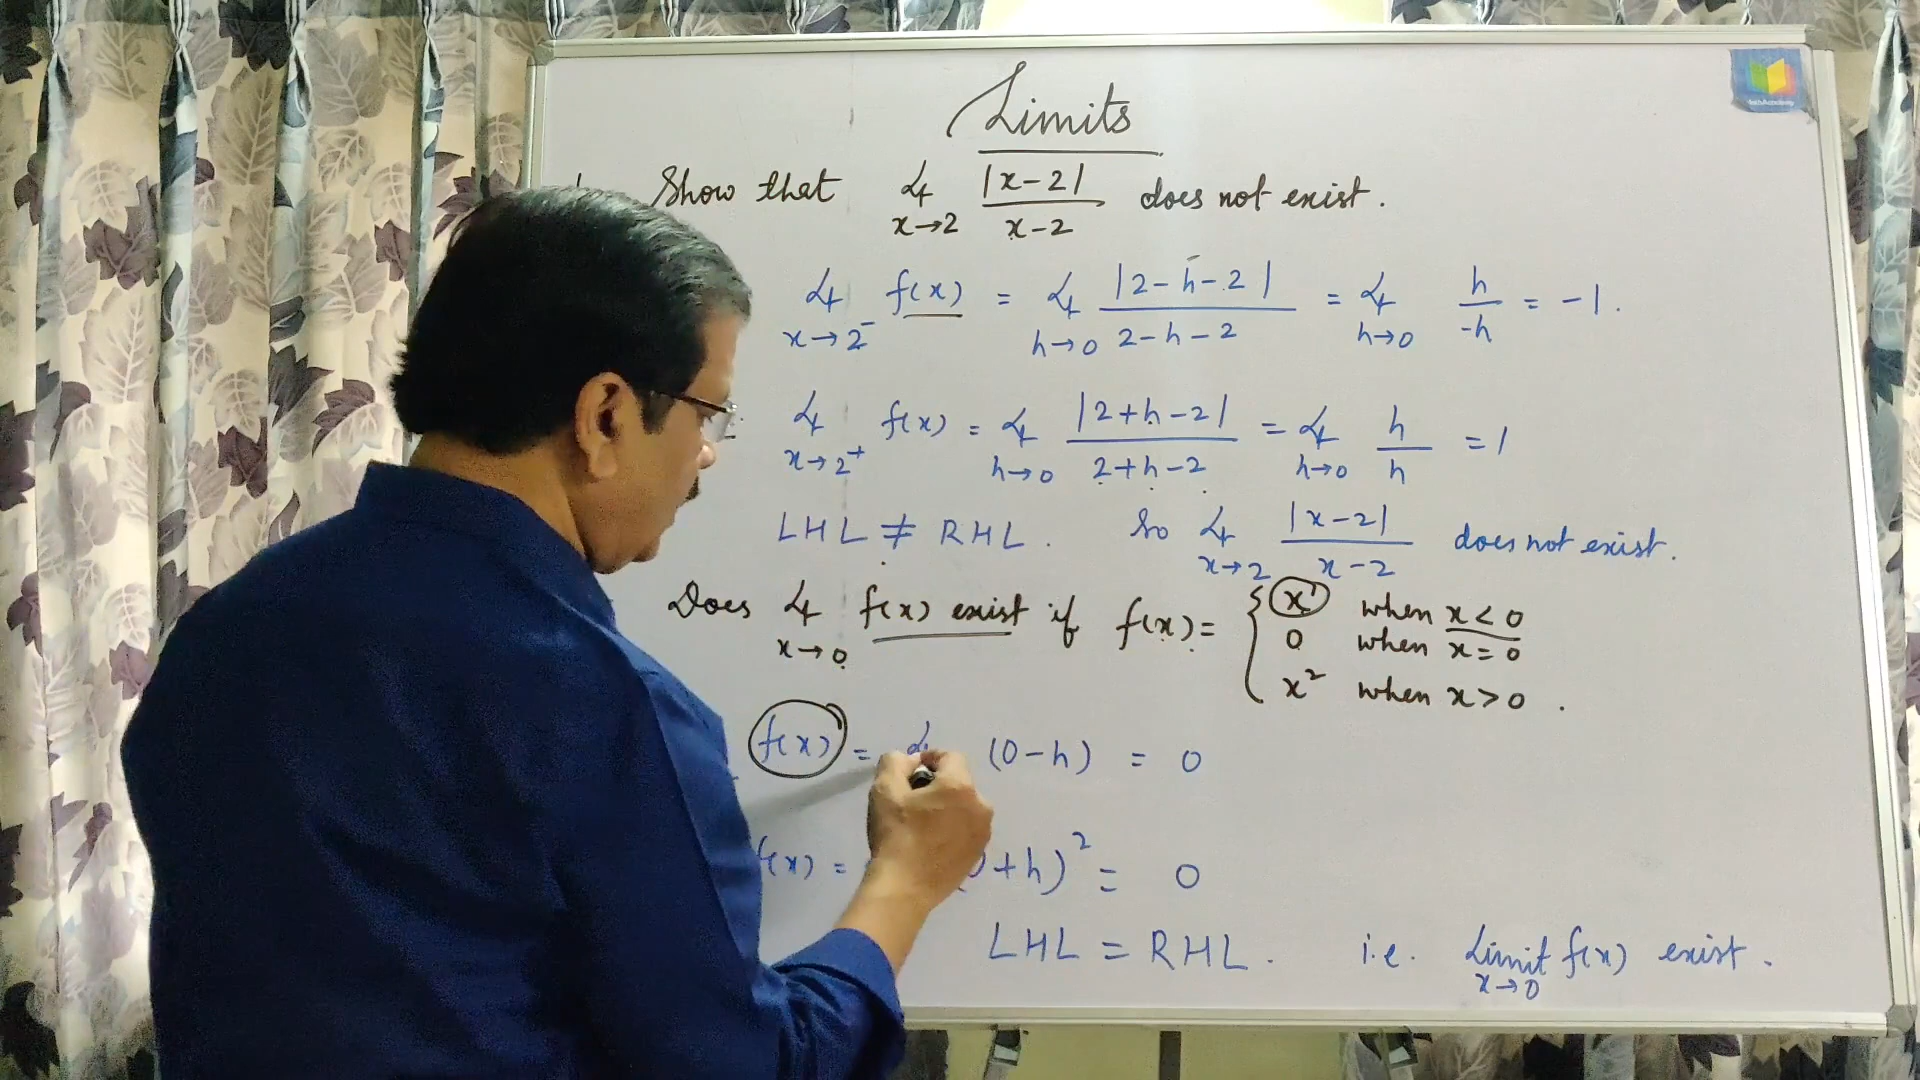 Limits
Show that Lt x→2 |x-2| / x-2 does not exist.
Lt x→2⁻ f(x) = Lt h→0 |2-h-2| / 2-h-2 = Lt h→0 h / -h = -1.
Lt x→2⁺ f(x) = Lt h→0 |2+h-2| / 2+h-2 = Lt h→0 h / h = 1
LHL ≠ RHL. So Lt x→2 |x-2| / x-2 does not exist.
Does Lt x→0 f(x) exist if f(x) = { x when x < 0
0 when x = 0
x² when x > 0.
f(x) = (0-h) = 0
f(x) = +h)² = 0
LHL = RHL. i.e. Limit x→0 f(x) exist.